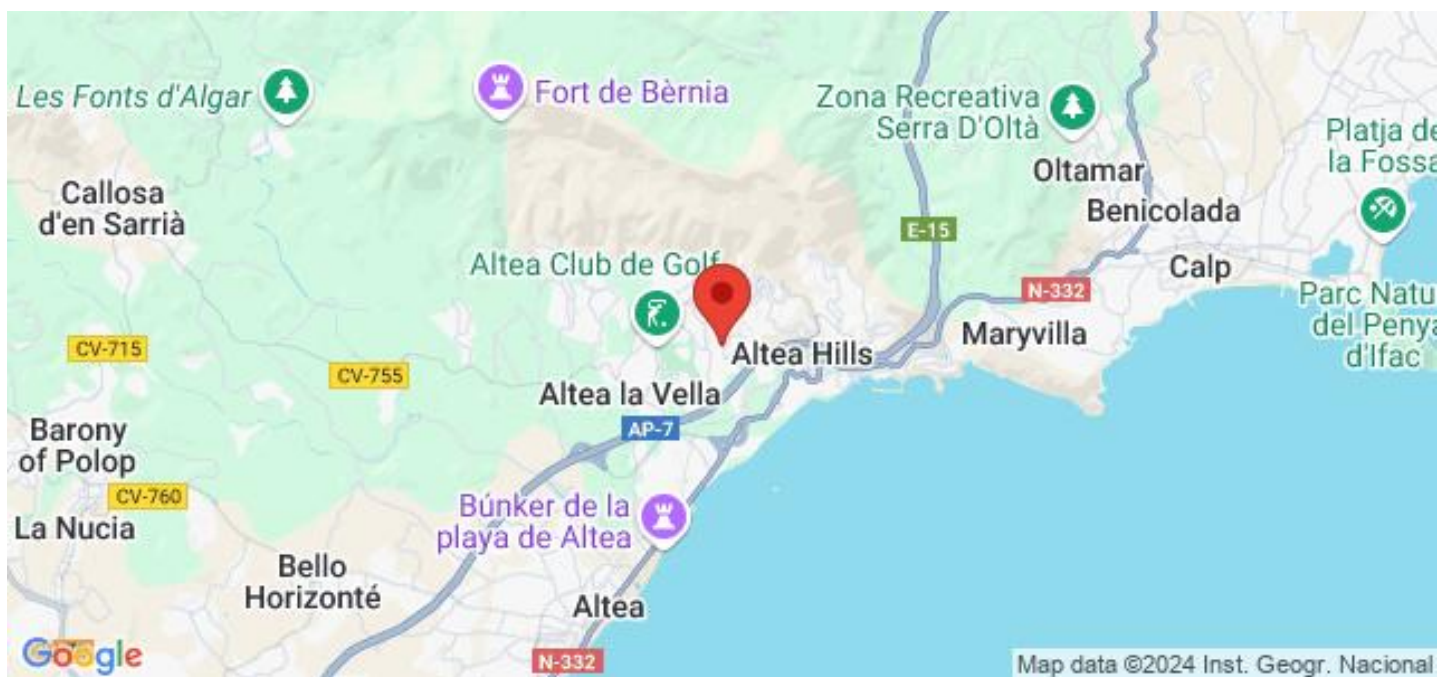 Les Fonts d'Algar
Fort de Bèrnia
Zona Recreativa
Serra D'Oltà
Platja de
la Fossa
Oltamar
Callosa
d'en Sarrià
Benicolada
E-15
Altea Club de Golf
Calp
N-332
Parc Natu
del Penya
d'Ifac
Maryvilla
CV-715
Altea Hills
CV-755
Altea la Vella
AP-7
Barony
of Polop
CV-760
Búnker de la
playa de Altea
La Nucia
Bello
Horizonté
Altea
Google
N-332
Map data ©2024 Inst. Geogr. Nacional